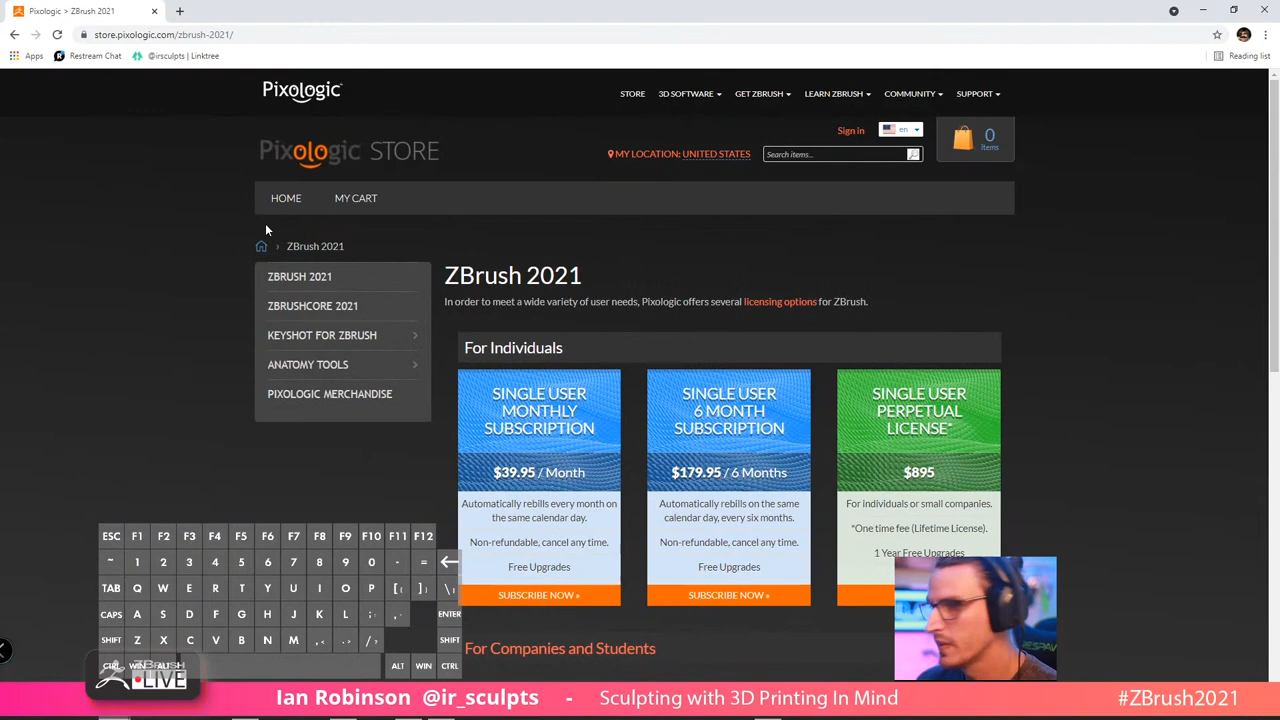 Pixologic > ZBrush 2021
store.pixologic.com/zbrush-2021/
Apps
Restream Chat
@irsculpts | Linktree
Reading list
Pixologic
STORE
3D SOFTWARE
GET ZBRUSH
LEARN ZBRUSH
COMMUNITY
SUPPORT
Pixologic STORE
Sign in
en
MY LOCATION: UNITED STATES
Search items...
0
Items
HOME
MY CART
› ZBrush 2021
ZBRUSH 2021
ZBRUSHCORE 2021
KEYSHOT FOR ZBRUSH
ANATOMY TOOLS
PIXOLOGIC MERCHANDISE
ZBrush 2021
In order to meet a wide variety of user needs, Pixologic offers several licensing options for ZBrush.
For Individuals
SINGLE USER
MONTHLY
SUBSCRIPTION
$39.95 / Month
Automatically rebills every month on
the same calendar day.
Non-refundable, cancel any time.
Free Upgrades
SUBSCRIBE NOW »
SINGLE USER
6 MONTH
SUBSCRIPTION
$179.95 / 6 Months
Automatically rebills on the same
calendar day, every six months.
Non-refundable, cancel any time.
Free Upgrades
SUBSCRIBE NOW »
SINGLE USER
PERPETUAL
LICENSE*
$895
For individuals or small companies.
*One time fee (Lifetime License).
1 Year Free Upgrades
For Companies and Students
ESC F1 F2 F3 F4 F5 F6 F7 F8 F9 F10 F11 F12
~ 1 2 3 4 5 6 7 8 9 0 - = ←
TAB Q W E R T Y U I O P [{ ]} \|
CAPS A S D F G H J K L ;: ,. ENTER
SHIFT Z X C V B N M ,< .> /? SHIFT
CTRL WIN ALT ALT WIN CTRL
ZBRUSH
LIVE
Ian Robinson @ir_sculpts - Sculpting with 3D Printing In Mind #ZBrush2021